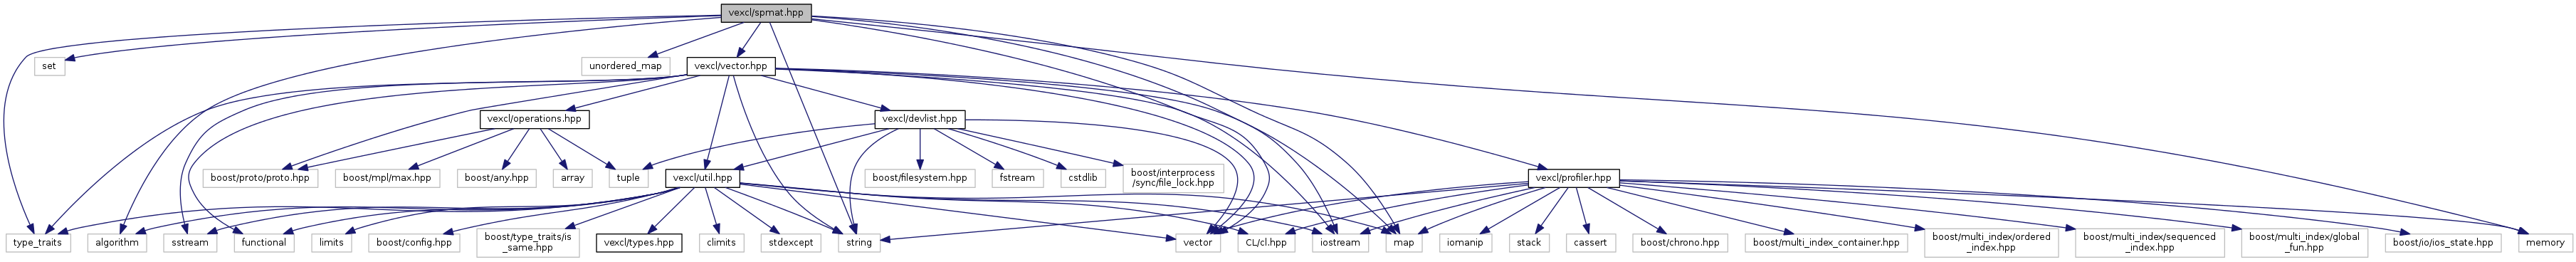 vexcl/spmat.hpp
set
unordered_map
vexcl/vector.hpp
vexcl/operations.hpp
vexcl/devlist.hpp
boost/proto/proto.hpp
boost/mpl/max.hpp
boost/any.hpp
array
tuple
vexcl/util.hpp
boost/filesystem.hpp
fstream
cstdlib
boost/interprocess
/sync/file_lock.hpp
vexcl/profiler.hpp
type_traits
algorithm
sstream
functional
limits
boost/config.hpp
boost/type_traits/is
_same.hpp
vexcl/types.hpp
climits
stdexcept
string
vector
CL/cl.hpp
iostream
map
iomanip
stack
cassert
boost/chrono.hpp
boost/multi_index_container.hpp
boost/multi_index/ordered
_index.hpp
boost/multi_index/sequenced
_index.hpp
boost/multi_index/global
_fun.hpp
boost/io/ios_state.hpp
memory